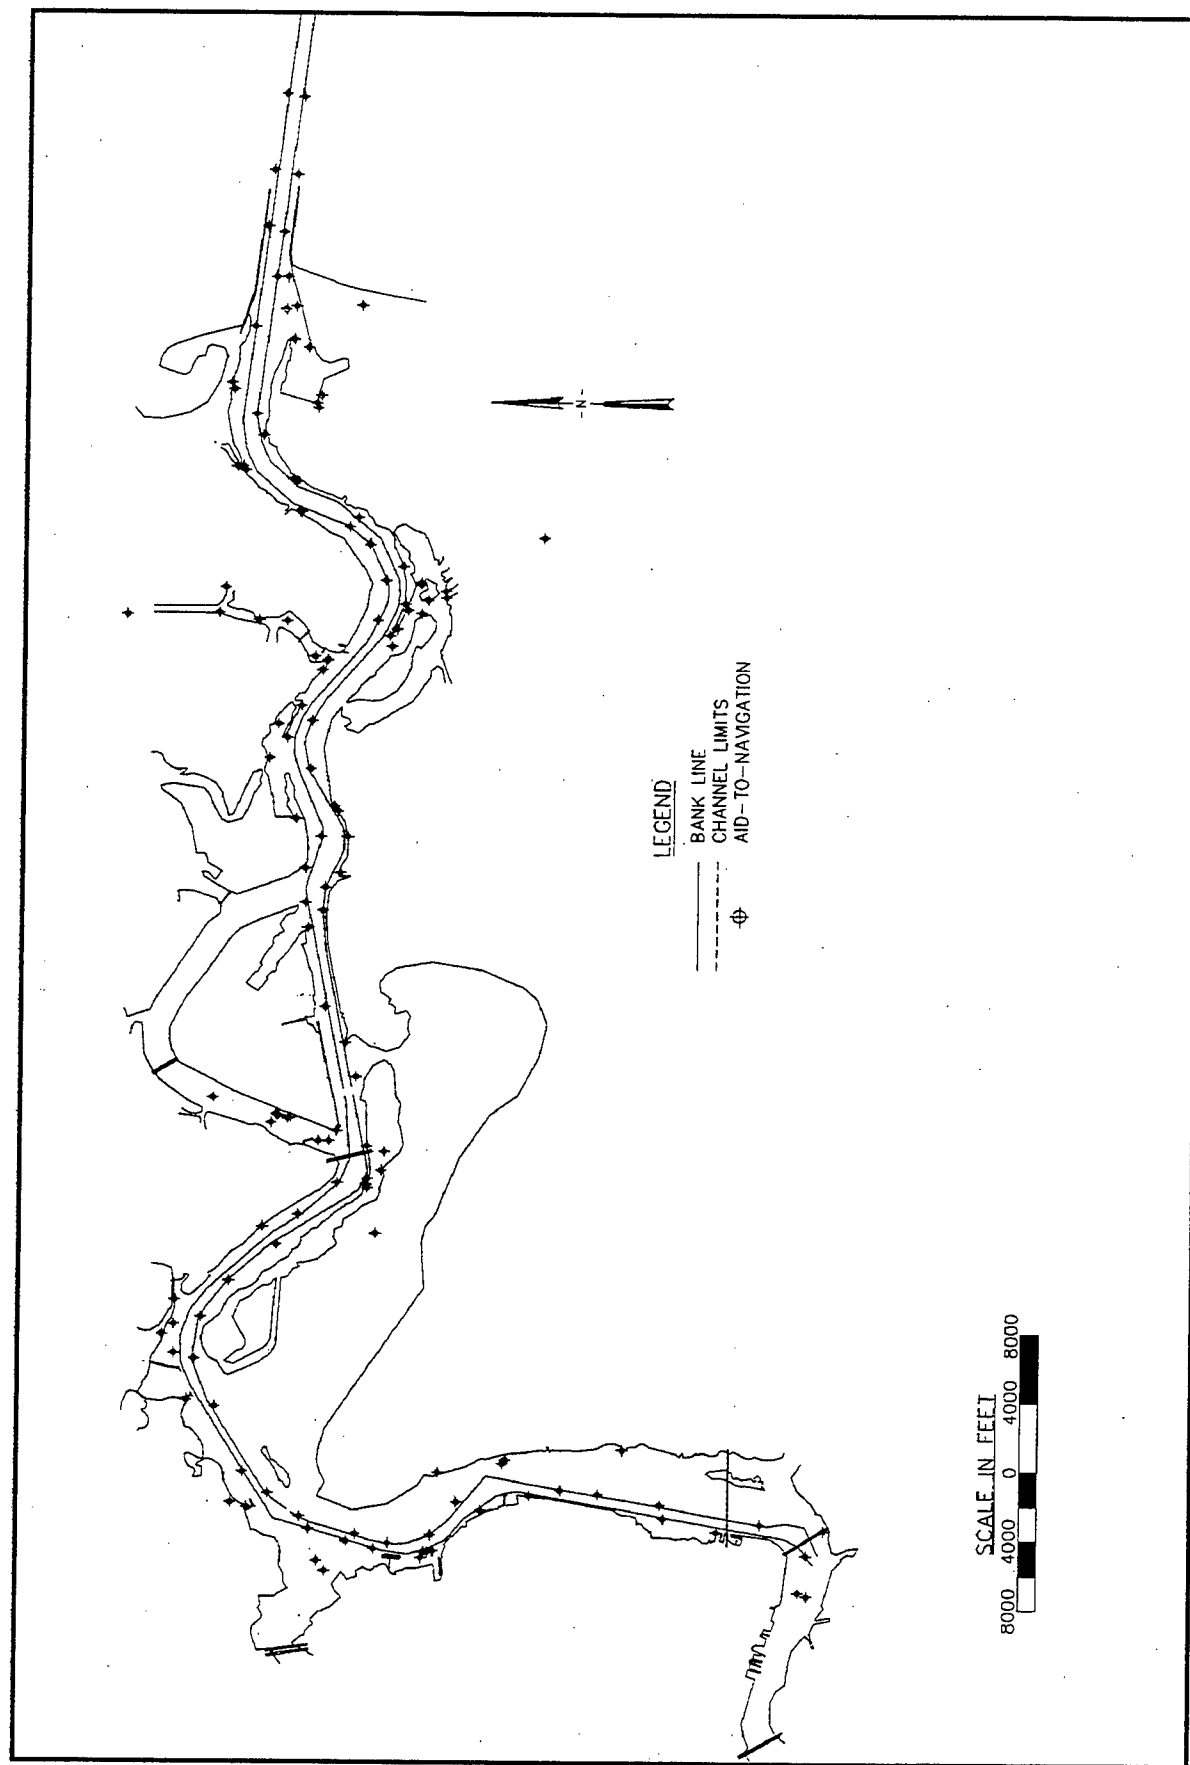 N
LEGEND
BANK LINE
CHANNEL LIMITS
AID-TO-NAVIGATION
SCALE IN FEET
8000 4000 0 4000 8000